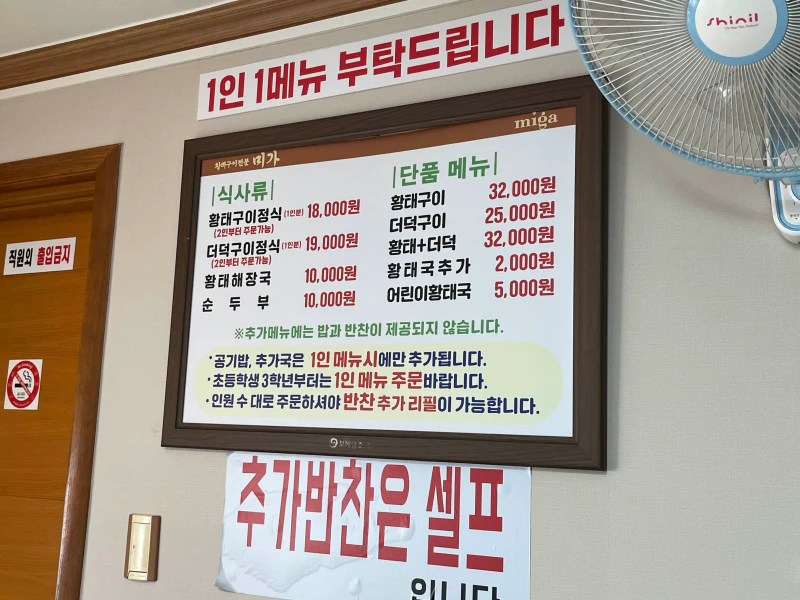 1인 1메뉴 부탁드립니다
shinil
황태구이전문 미가
miga
식사류
황태구이정식 (1인분) 18,000원
(2인부터 주문가능)
더덕구이정식 (1인분) 19,000원
(2인부터 주문가능)
황태해장국 10,000원
순두부 10,000원
단품 메뉴
황태구이 32,000원
더덕구이 25,000원
황태+더덕 32,000원
황태국추가 2,000원
어린이황태국 5,000원
※추가메뉴에는 밥과 반찬이 제공되지 않습니다.
· 공기밥, 추가국은 1인 메뉴시에만 추가됩니다.
· 초등학생 3학년부터는 1인 메뉴 주문바랍니다.
· 인원 수 대로 주문하셔야 반찬 추가 리필이 가능합니다.
직원외 출입금지
추가반찬은 셀프
입니다